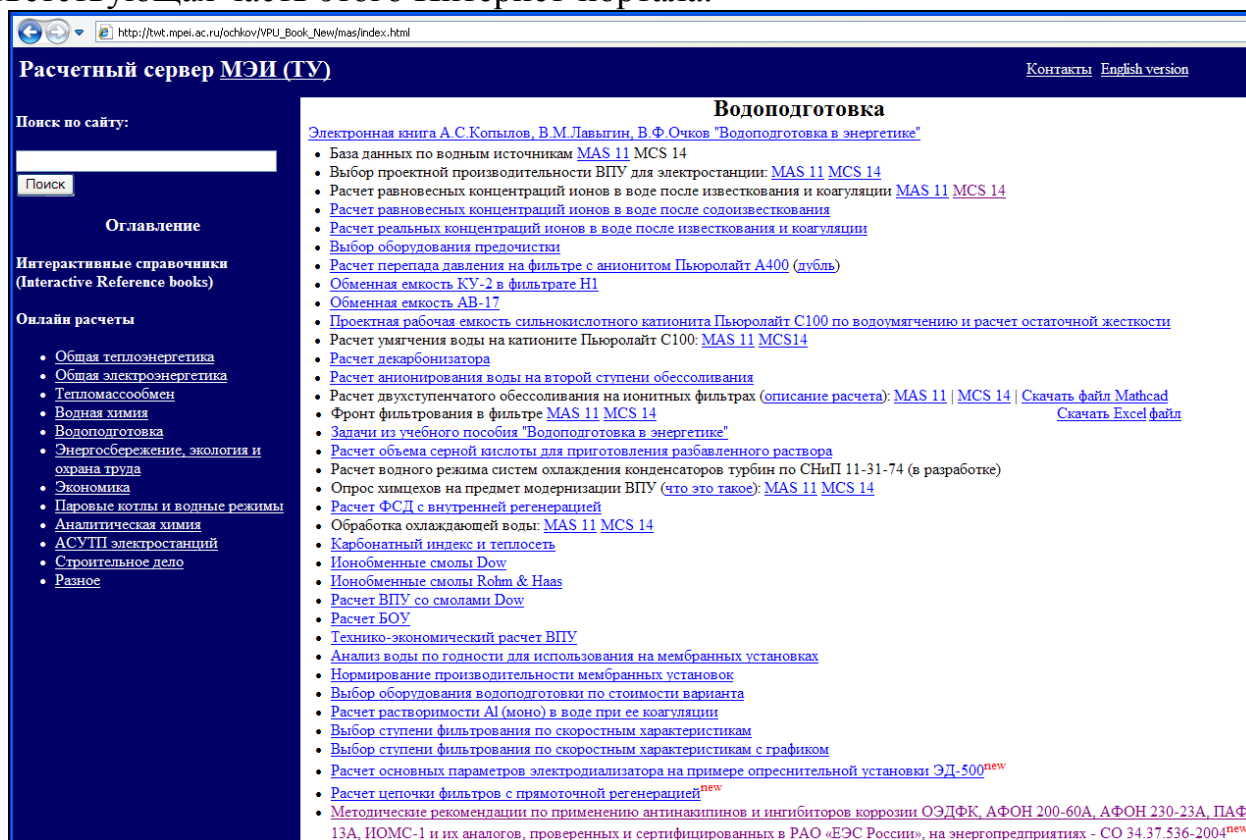 ветствующая часть этого Интернет-портала.
http://twt.mpei.ac.ru/ochkov/VPU_Book_New/mas/index.html
Расчетный сервер МЭИ (ТУ)
Контакты English version
Поиск по сайту:
Поиск
Оглавление
Интерактивные справочники
(Interactive Reference books)
Онлайн расчеты
• Общая теплоэнергетика
• Общая электроэнергетика
• Тепломассообмен
• Водная химия
• Водоподготовка
• Энергосбережение, экология и
охрана труда
• Экономика
• Паровые котлы и водные режимы
• Аналитическая химия
• АСУТП электростанций
• Строительное дело
• Разное
Водоподготовка
Электронная книга А.С.Копылов, В.М.Лавыгин, В.Ф.Очков "Водоподготовка в энергетике"
• База данных по водным источникам MAS 11 MCS 14
• Выбор проектной производительности ВПУ для электростанции: MAS 11 MCS 14
• Расчет равновесных концентраций ионов в воде после известкования и коагуляции MAS 11 MCS 14
• Расчет равновесных концентраций ионов в воде после содоизвесткования
• Расчет реальных концентраций ионов в воде после известкования и коагуляции
• Выбор оборудования предочистки
• Расчет перепада давления на фильтре с анионитом Пьюролайт А400 (дубль)
• Обменная емкость КУ-2 в фильтрате Н1
• Обменная емкость АВ-17
• Проектная рабочая емкость сильнокислотного катионита Пьюролайт С100 по водоумягчению и расчет остаточной жесткости
• Расчет умягчения воды на катионите Пьюролайт С100: MAS 11 MCS14
• Расчет декарбонизатора
• Расчет анионирования воды на второй ступени обессоливания
• Расчет двухступенчатого обессоливания на ионитных фильтрах (описание расчета): MAS 11 | MCS 14 | Скачать файл Mathcad
• Фронт фильтрования в фильтре MAS 11 MCS 14 Скачать Excel файл
• Задачи из учебного пособия "Водоподготовка в энергетике"
• Расчет объема серной кислоты для приготовления разбавленного раствора
• Расчет водного режима систем охлаждения конденсаторов турбин по СНиП 11-31-74 (в разработке)
• Опрос химцехов на предмет модернизации ВПУ (что это такое): MAS 11 MCS 14
• Расчет ФСД с внутренней регенерацией
• Обработка охлаждающей воды: MAS 11 MCS 14
• Карбонатный индекс и теплосеть
• Ионобменные смолы Dow
• Ионобменные смолы Rohm & Haas
• Расчет ВПУ со смолами Dow
• Расчет БОУ
• Технико-экономический расчет ВПУ
• Анализ воды по годности для использования на мембранных установках
• Нормирование производительности мембранных установок
• Выбор оборудования водоподготовки по стоимости варианта
• Расчет растворимости Al (моно) в воде при ее коагуляции
• Выбор ступени фильтрования по скоростным характеристикам
• Выбор ступени фильтрования по скоростным характеристикам с графиком
• Расчет основных параметров электродиализатора на примере опреснительной установки ЭД-500new
• Расчет цепочки фильтров с прямоточной регенерациейnew
• Методические рекомендации по применению антинакипинов и ингибиторов коррозии ОЭДФК, АФОН 200-60А, АФОН 230-23А, ПАФ
13А, ИОМС-1 и их аналогов, проверенных и сертифицированных в РАО «ЕЭС России», на энергопредприятиях - СО 34.37.536-2004new